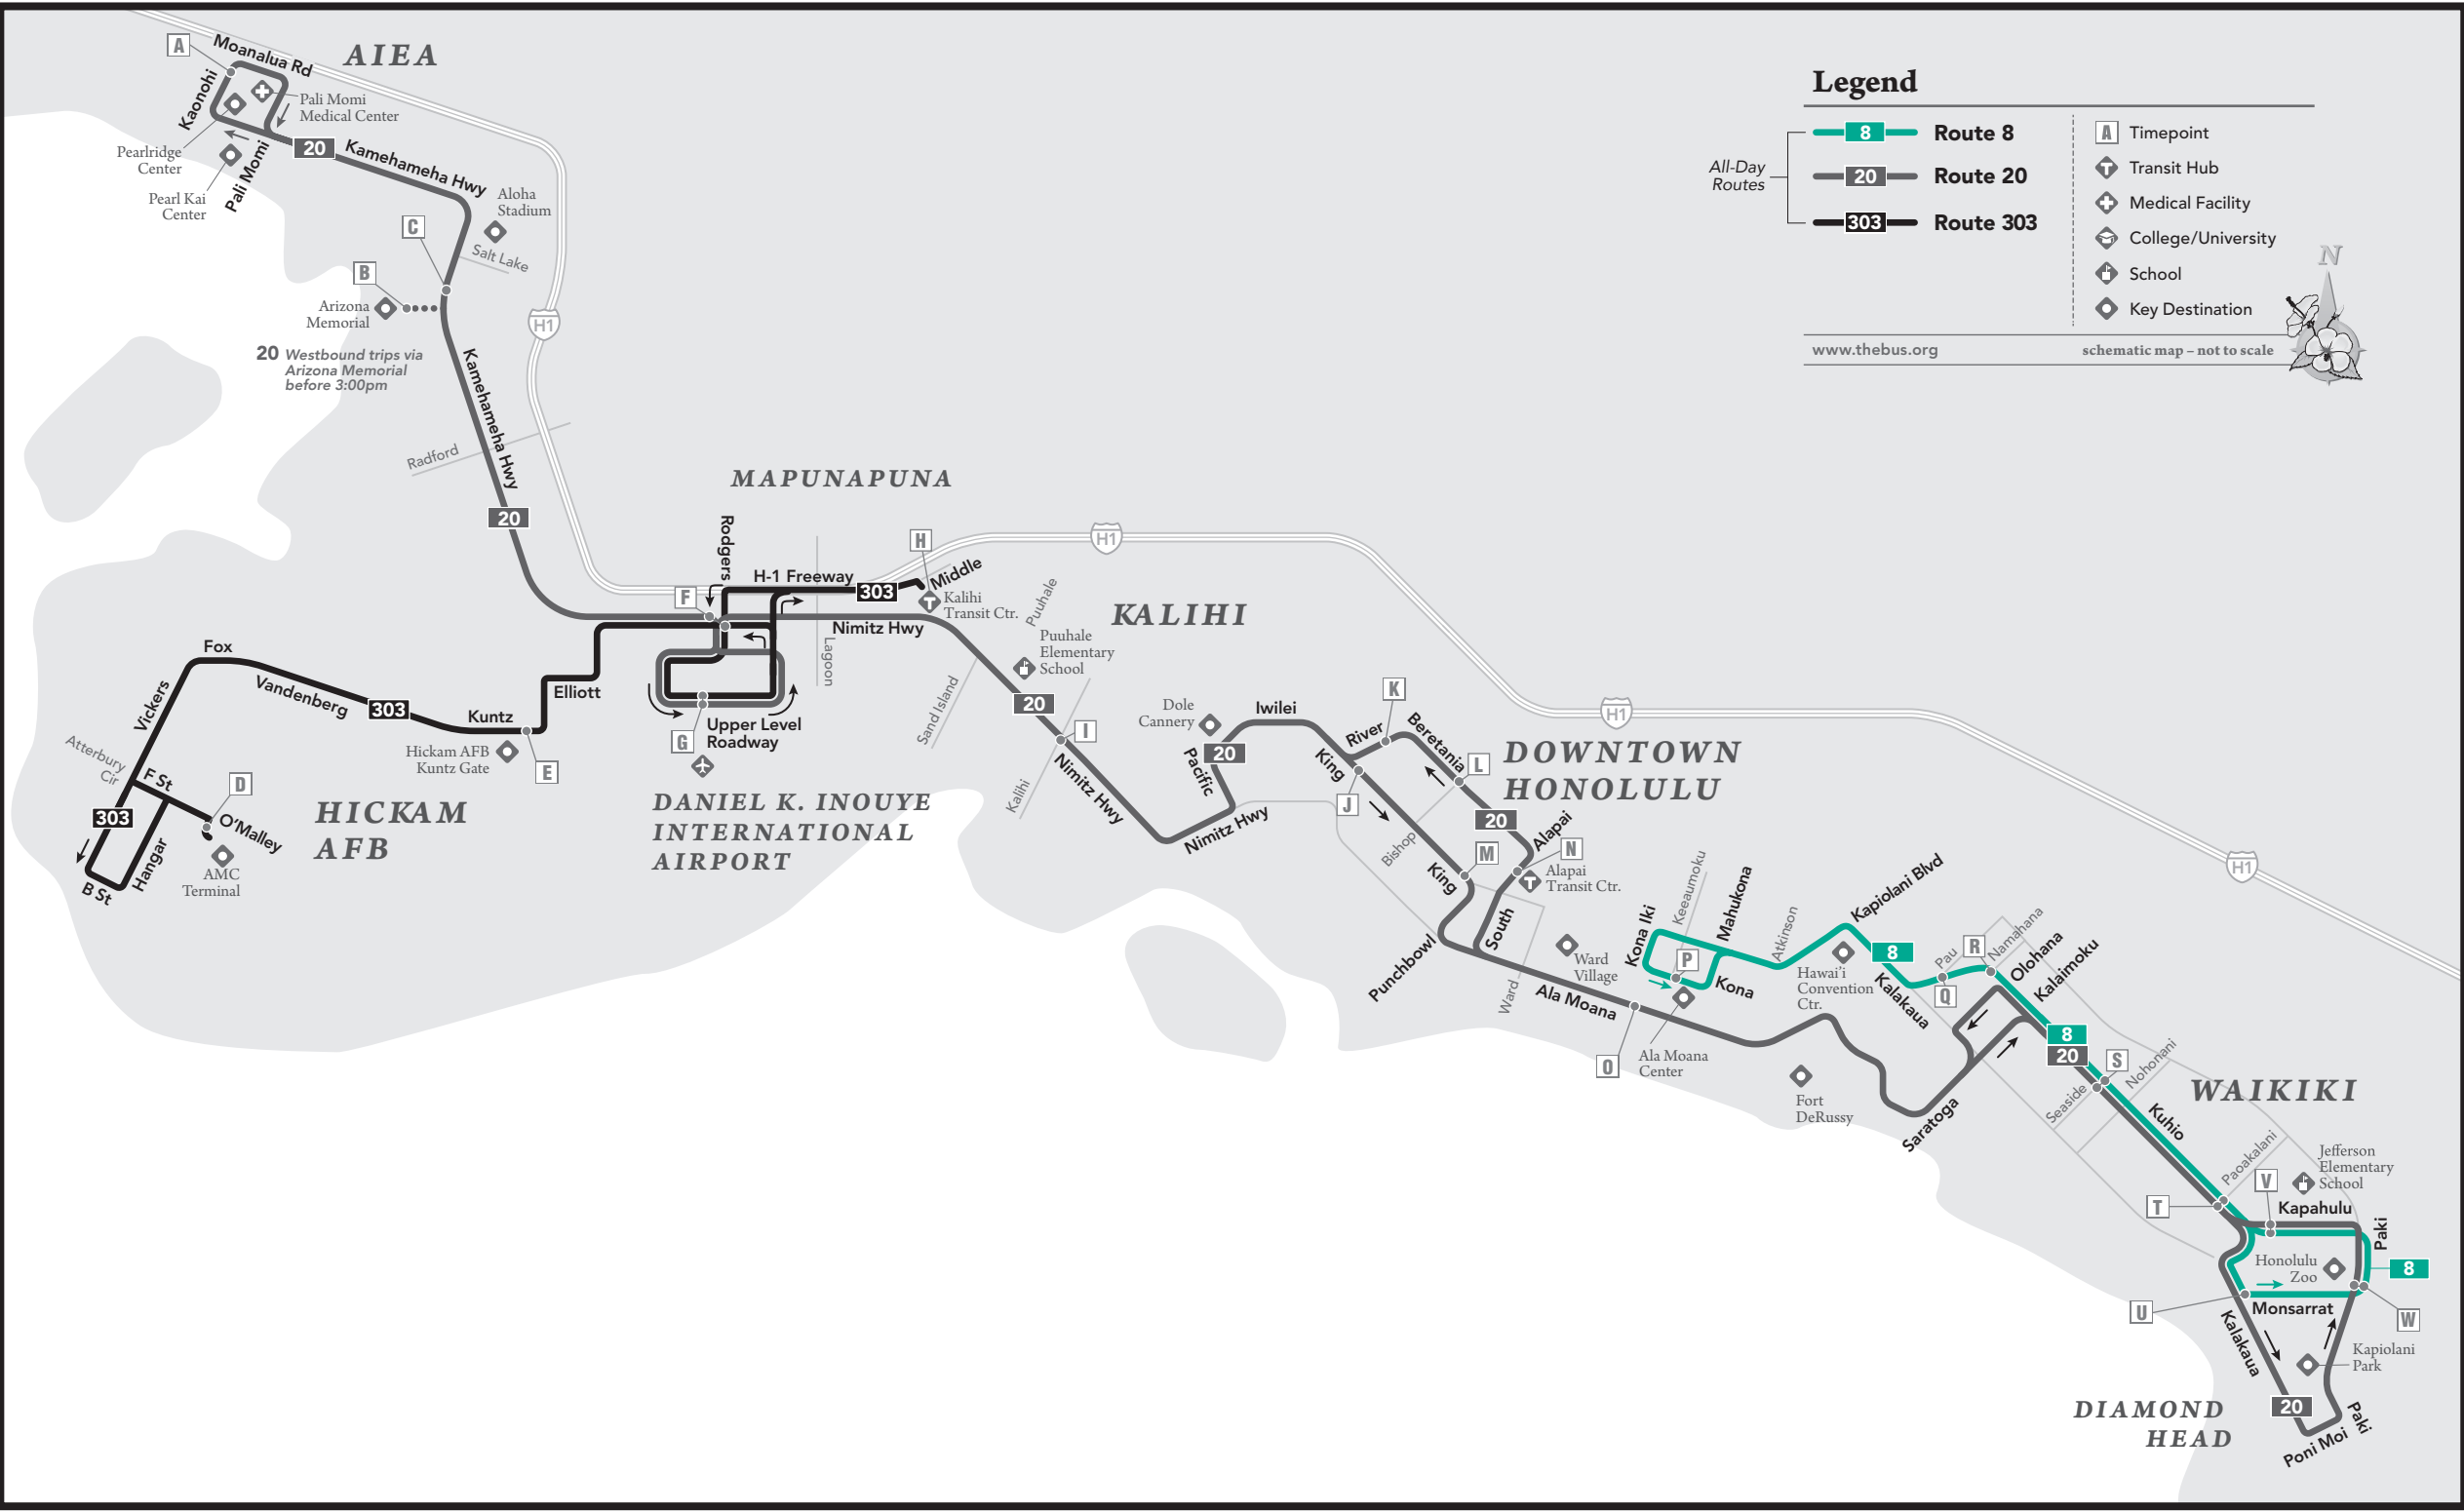 A
Moanalua Rd
AIEA
Kaonohi
Pali Momi
Medical Center
Pearlridge
Center
20
Kamehameha Hwy
Pali Momi
Pearl Kai
Center
Aloha
Stadium
C
Salt Lake
B
Arizona
Memorial
H1
20 Westbound trips via
Arizona Memorial
before 3:00pm
Kamehameha Hwy
Radford
20
Legend
All-Day
Routes
8 Route 8
20 Route 20
303 Route 303
A Timepoint
Transit Hub
Medical Facility
College/University
School
Key Destination
N
www.thebus.org
schematic map – not to scale
MAPUNAPUNA
Rodgers
H
H1
H-1 Freeway
303
Middle
F
Kalihi
Transit Ctr.
Puuhale
KALIHI
Nimitz Hwy
Lagoon
Puuhale
Elementary
School
Fox
Vickers
Vandenberg
303
Kuntz
Elliott
Upper Level
Roadway
G
Hickam AFB
Kuntz Gate
E
Atterbury
Cir
F St
D
303
O'Malley
Hangar
B St
AMC
Terminal
HICKAM
AFB
DANIEL K. INOUYE
INTERNATIONAL
AIRPORT
Sand Island
20
I
Kalihi
Nimitz Hwy
Dole
Cannery
Iwilei
20
Pacific
Nimitz Hwy
K
River
Beretania
King
L
J
H1
DOWNTOWN
HONOLULU
20
Bishop
Alapai
M
N
King
Alapai
Transit Ctr.
South
Punchbowl
Ward
Ward
Village
Ala Moana
O
Kona Iki
Keeaumoku
Mahukona
P
Kona
Ala Moana
Center
Atkinson
Kapiolani Blvd
Hawai'i
Convention
Ctr.
8
Kalakaua
Pau
Q
R
Namahana
Olohana
Kalaimoku
H1
Fort
DeRussy
Saratoga
8
20
S
Seaside
Nohonani
WAIKIKI
Kuhio
Paoakalani
T
V
Jefferson
Elementary
School
Kapahulu
Paki
Honolulu
Zoo
8
U
Monsarrat
W
Kalakaua
Kapiolani
Park
20
Paki
Poni Moi
DIAMOND
HEAD